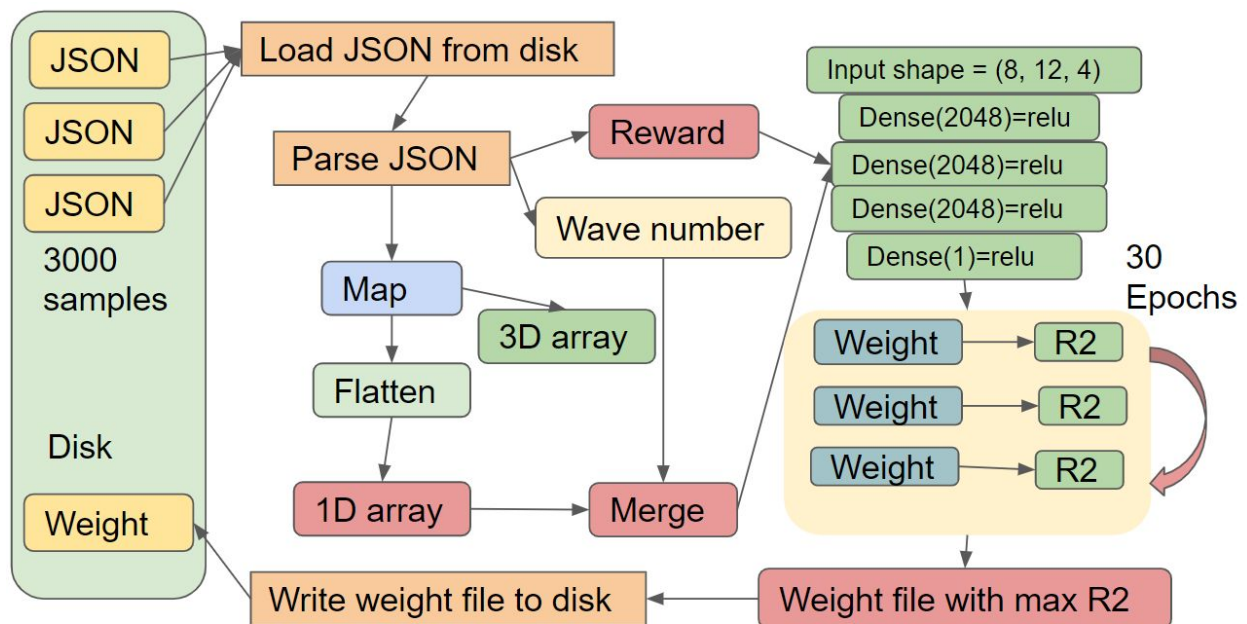 JSON
JSON
JSON
3000
samples
Disk
Weight
Load JSON from disk
Parse JSON
Reward
Wave number
Map
3D array
Flatten
1D array
Merge
Input shape = (8, 12, 4)
Dense(2048)=relu
Dense(2048)=relu
Dense(2048)=relu
Dense(1)=relu
30
Epochs
Weight
R2
Weight
R2
Weight
R2
Weight file with max R2
Write weight file to disk